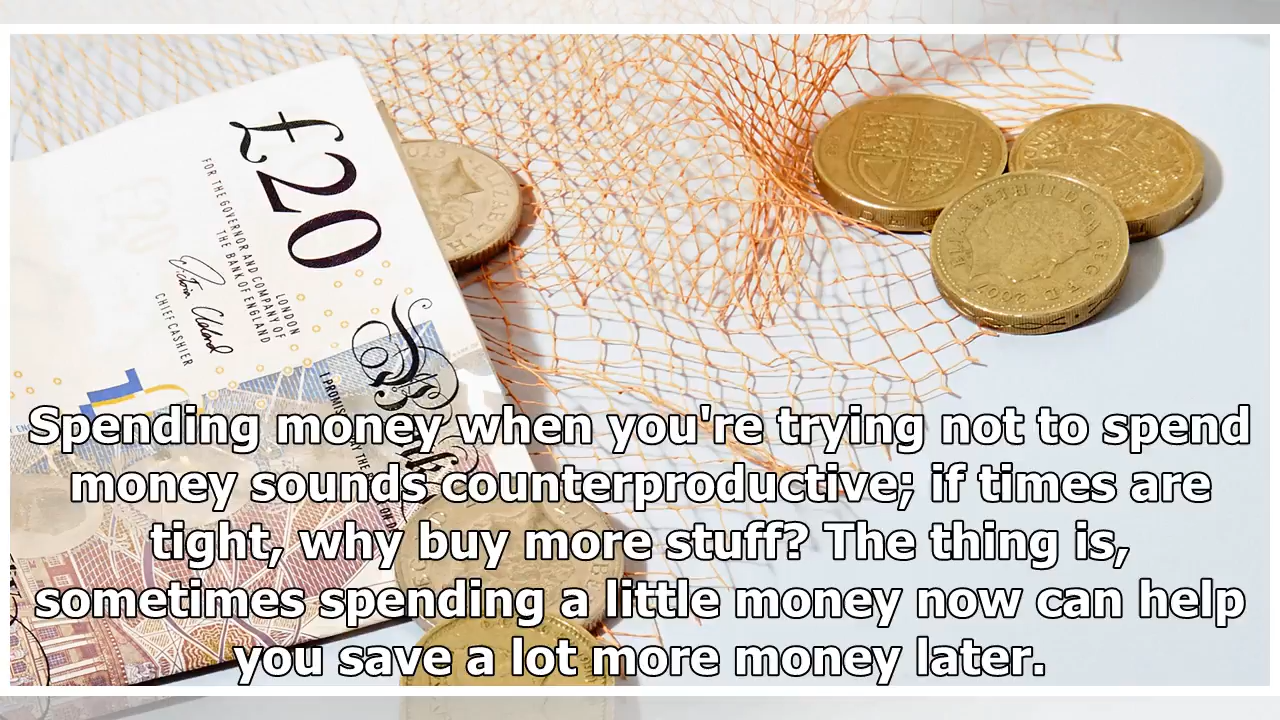 £20
FOR THE GOVERNOR AND COMPANY OF
THE BANK OF ENGLAND
LONDON
CHIEF CASHIER
Spending money when you're trying not to spend
money sounds counterproductive; if times are
tight, why buy more stuff? The thing is,
sometimes spending a little money now can help
you save a lot more money later.